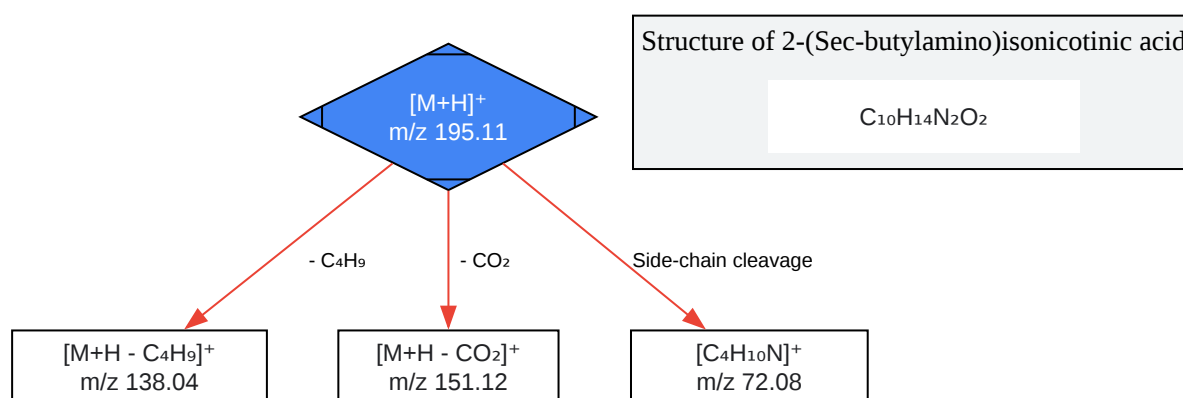 Structure of 2-(Sec-butylamino)isonicotinic acid
C₁₀H₁₄N₂O₂
[M+H]⁺
m/z 195.11
- C₄H₉
- CO₂
Side-chain cleavage
[M+H - C₄H₉]⁺
m/z 138.04
[M+H - CO₂]⁺
m/z 151.12
[C₄H₁₀N]⁺
m/z 72.08